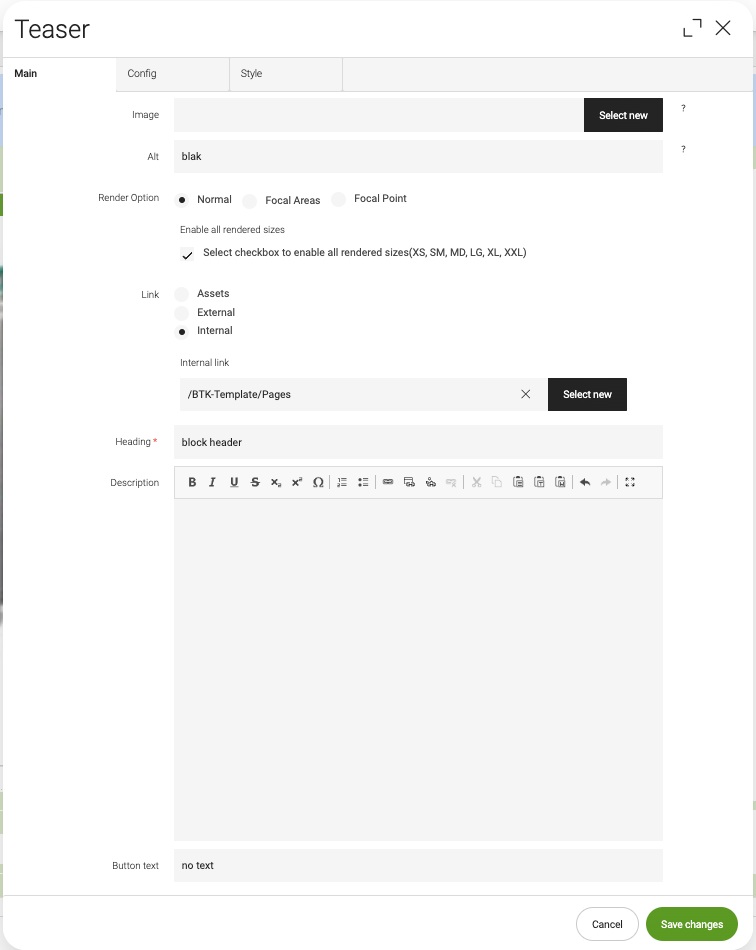 Teaser
Main Config Style
Image Select new ?
Alt blak ?
Render Option Normal Focal Areas Focal Point
Enable all rendered sizes
Select checkbox to enable all rendered sizes(XS, SM, MD, LG, XL, XXL)
Link Assets
External
Internal
Internal link
/BTK-Template/Pages Select new
Heading * block header
Description B I U S x₂ x² Ω
Button text no text
Cancel Save changes